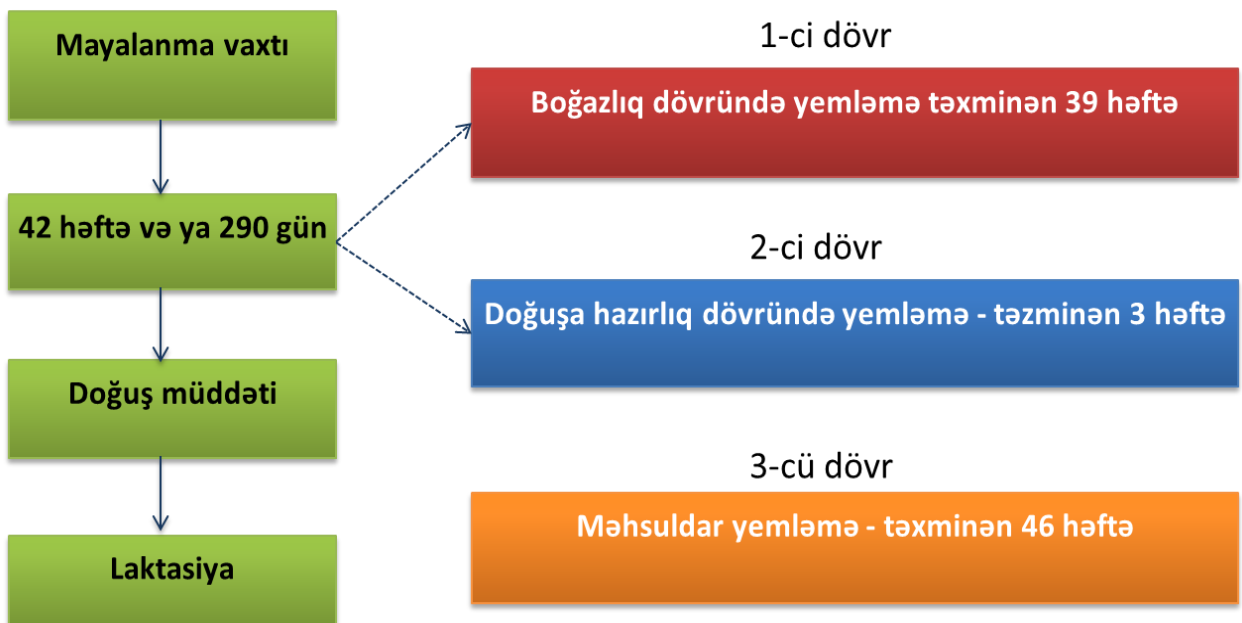 Mayalanma vaxtı
42 həftə və ya 290 gün
Doğuş müddəti
Laktasiya
1-ci dövr
Boğazlıq dövründə yemləmə təxminən 39 həftə
2-ci dövr
Doğuşa hazırlıq dövründə yemləmə - təzminən 3 həftə
3-cü dövr
Məhsuldar yemləmə - təxminən 46 həftə